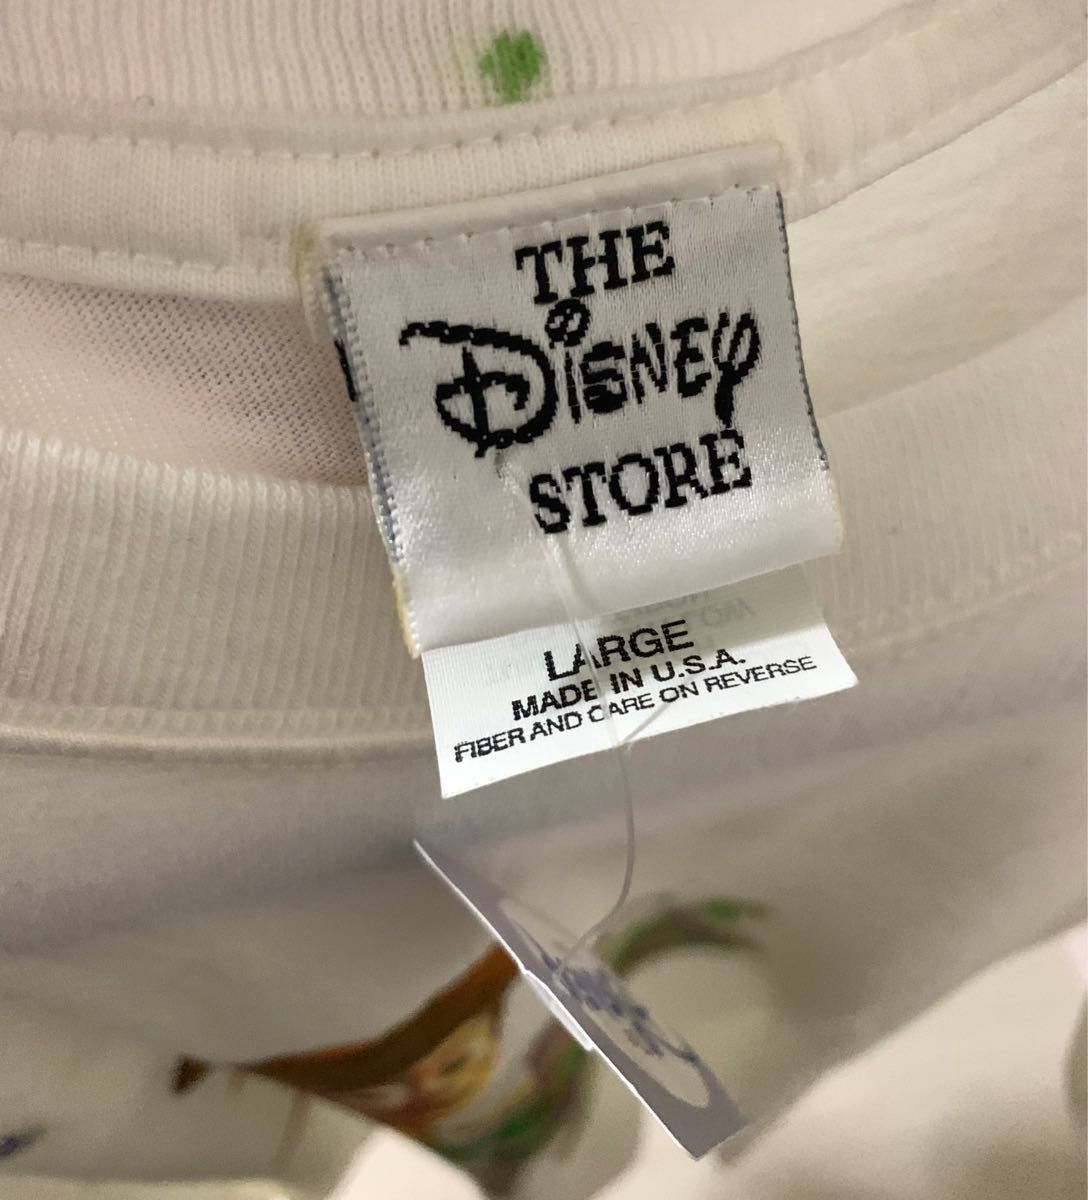 THE
Disney
STORE
LARGE
MADE IN U.S.A.
FIBER AND CARE ON REVERSE